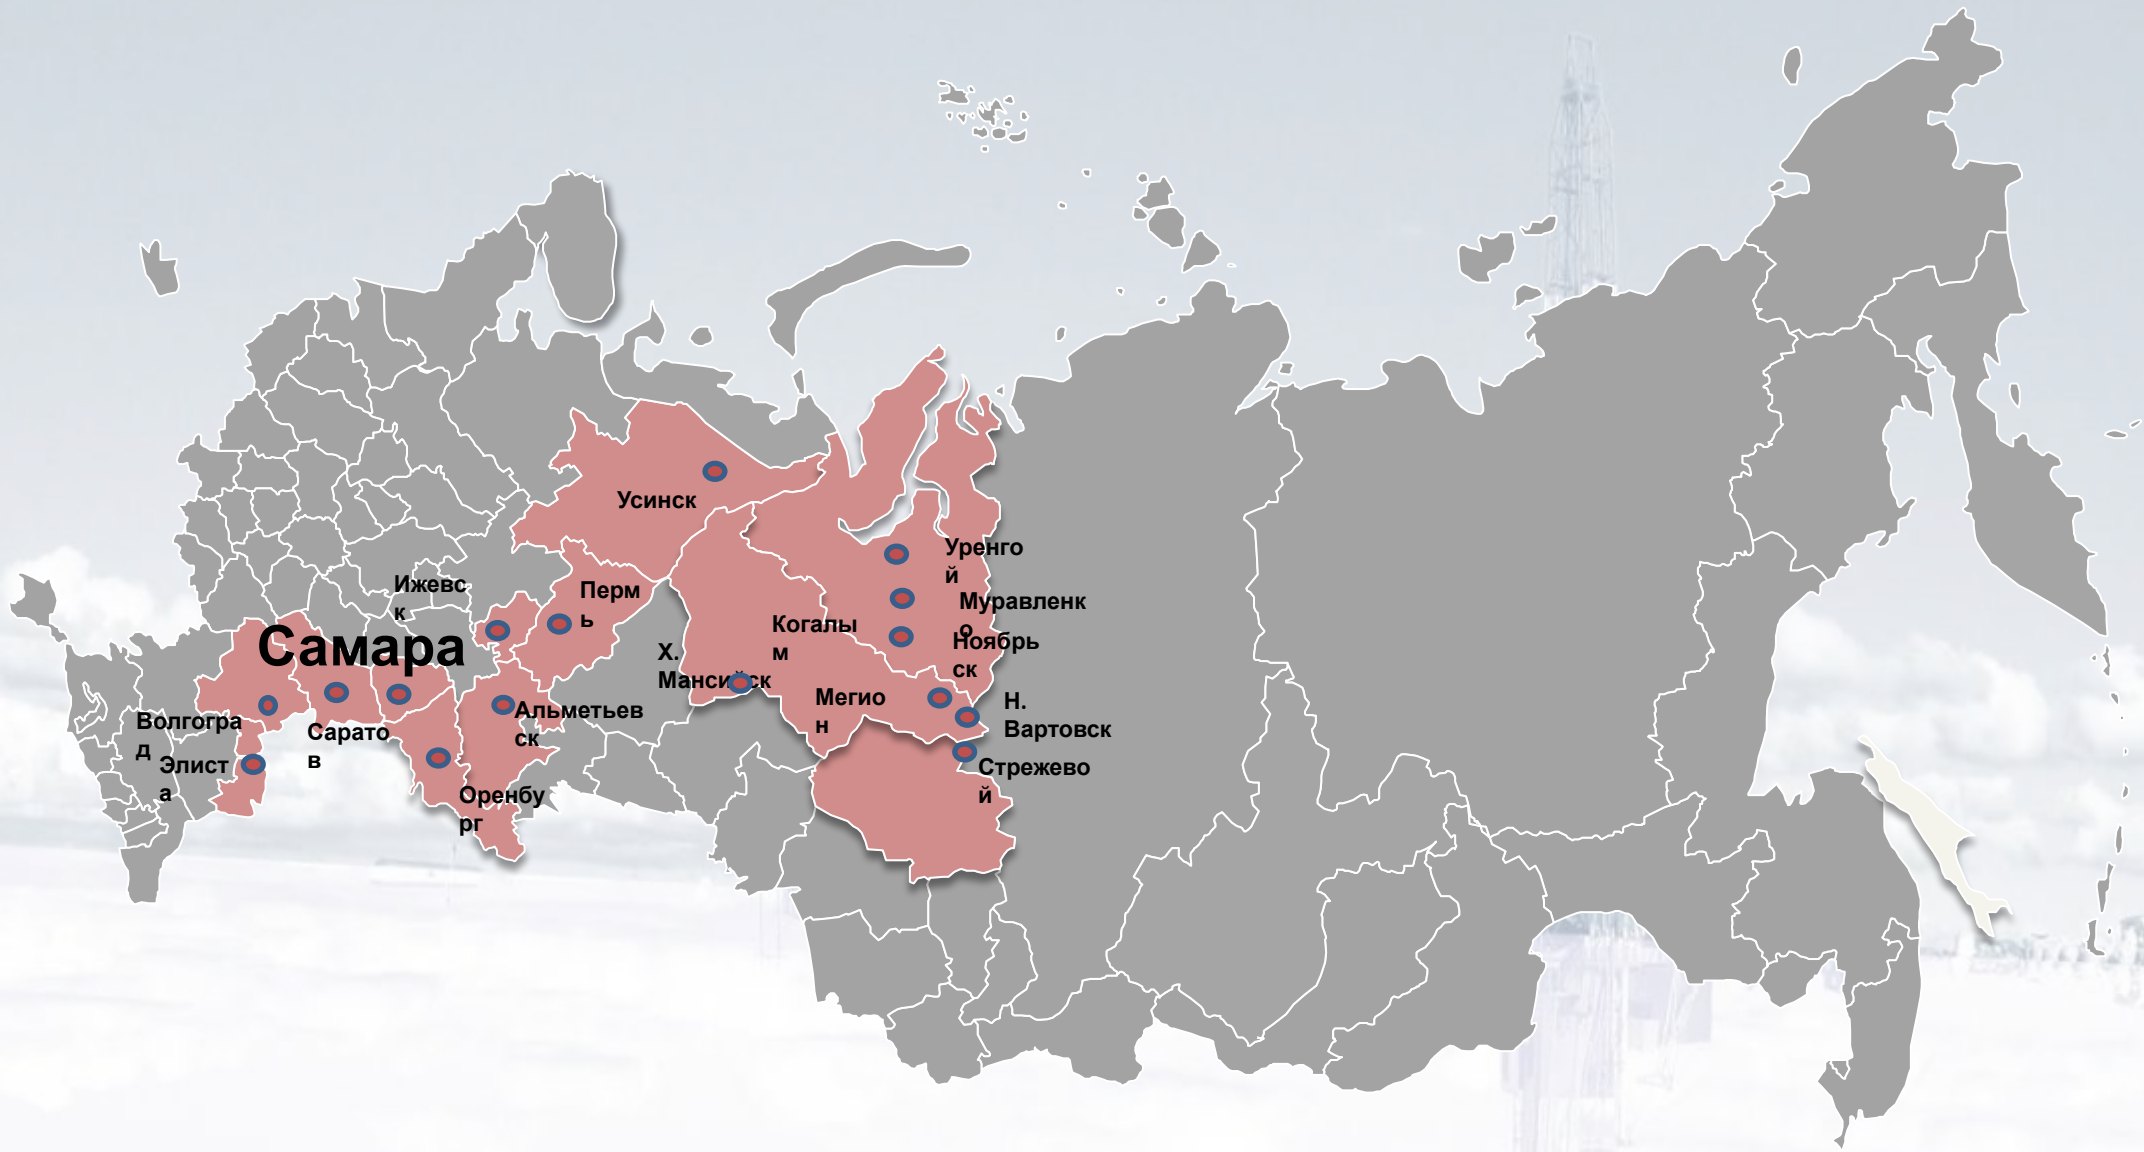 Усинск
Уренго
й
Ижевс
к
Перм
ь
Муравленк
о
Когалы
м
Ноябрь
ск
Самара
Х.
Мансийск
Мегио
н
Н.
Вартовск
Альметьев
ск
Волгогра
д
Сарато
в
Элист
а
Стрежево
й
Оренбу
рг